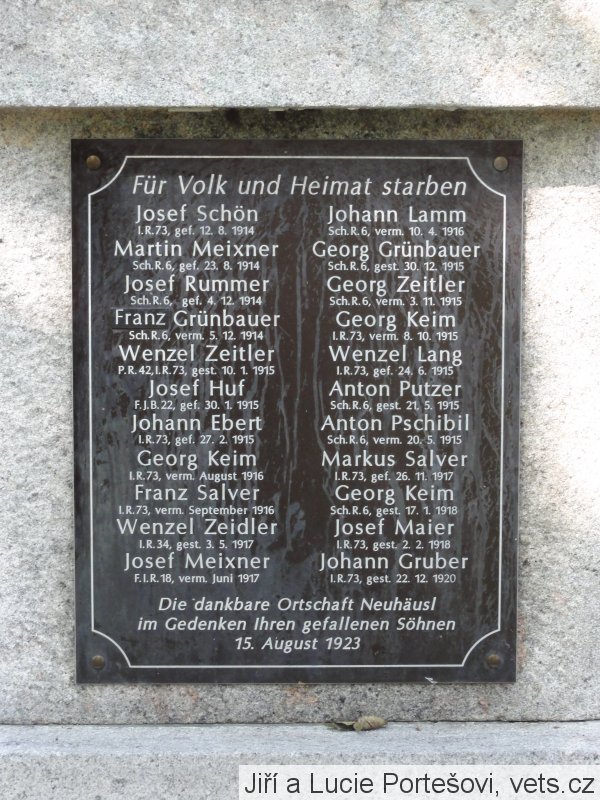 Für Volk und Heimat starben
Josef Schön
I.R.73, gef. 12. 8. 1914
Martin Meixner
Sch.R.6, gef. 23. 8. 1914
Josef Rummer
Sch.R.6, gef. 4. 12. 1914
Franz Grünbauer
Sch.R.6, verm. 5. 12. 1914
Wenzel Zeitler
P.R.42,I.R.73, gest. 10. 1. 1915
Josef Huf
F.J.B.22, gef. 30. 1. 1915
Johann Ebert
I.R.73, gef. 27. 2. 1915
Georg Keim
I.R.73, verm. August 1916
Franz Salver
I.R.73, verm. September 1916
Wenzel Zeidler
I.R.34, gest. 3. 5. 1917
Josef Meixner
F.I.R.18, verm. Juni 1917
Johann Lamm
Sch.R.6, verm. 10. 4. 1916
Georg Grünbauer
Sch.R.6, gest. 30. 12. 1915
Georg Zeitler
Sch.R.6, verm. 3. 11. 1915
Georg Keim
I.R.73, verm. 8. 10. 1915
Wenzel Lang
I.R.73, gef. 24. 6. 1915
Anton Putzer
Sch.R.6, gest. 21. 5. 1915
Anton Pschibil
Sch.R.6, verm. 20. 5. 1915
Markus Salver
I.R.73, gef. 26. 11. 1917
Georg Keim
Sch.R.6, gest. 17. 1. 1918
Josef Maier
I.R.73, gest. 2. 2. 1918
Johann Gruber
I.R.73, gest. 22. 12. 1920
Die dankbare Ortschaft Neuhäusl
im Gedenken Ihren gefallenen Söhnen
15. August 1923
Jiří a Lucie Portešovi, vets.cz